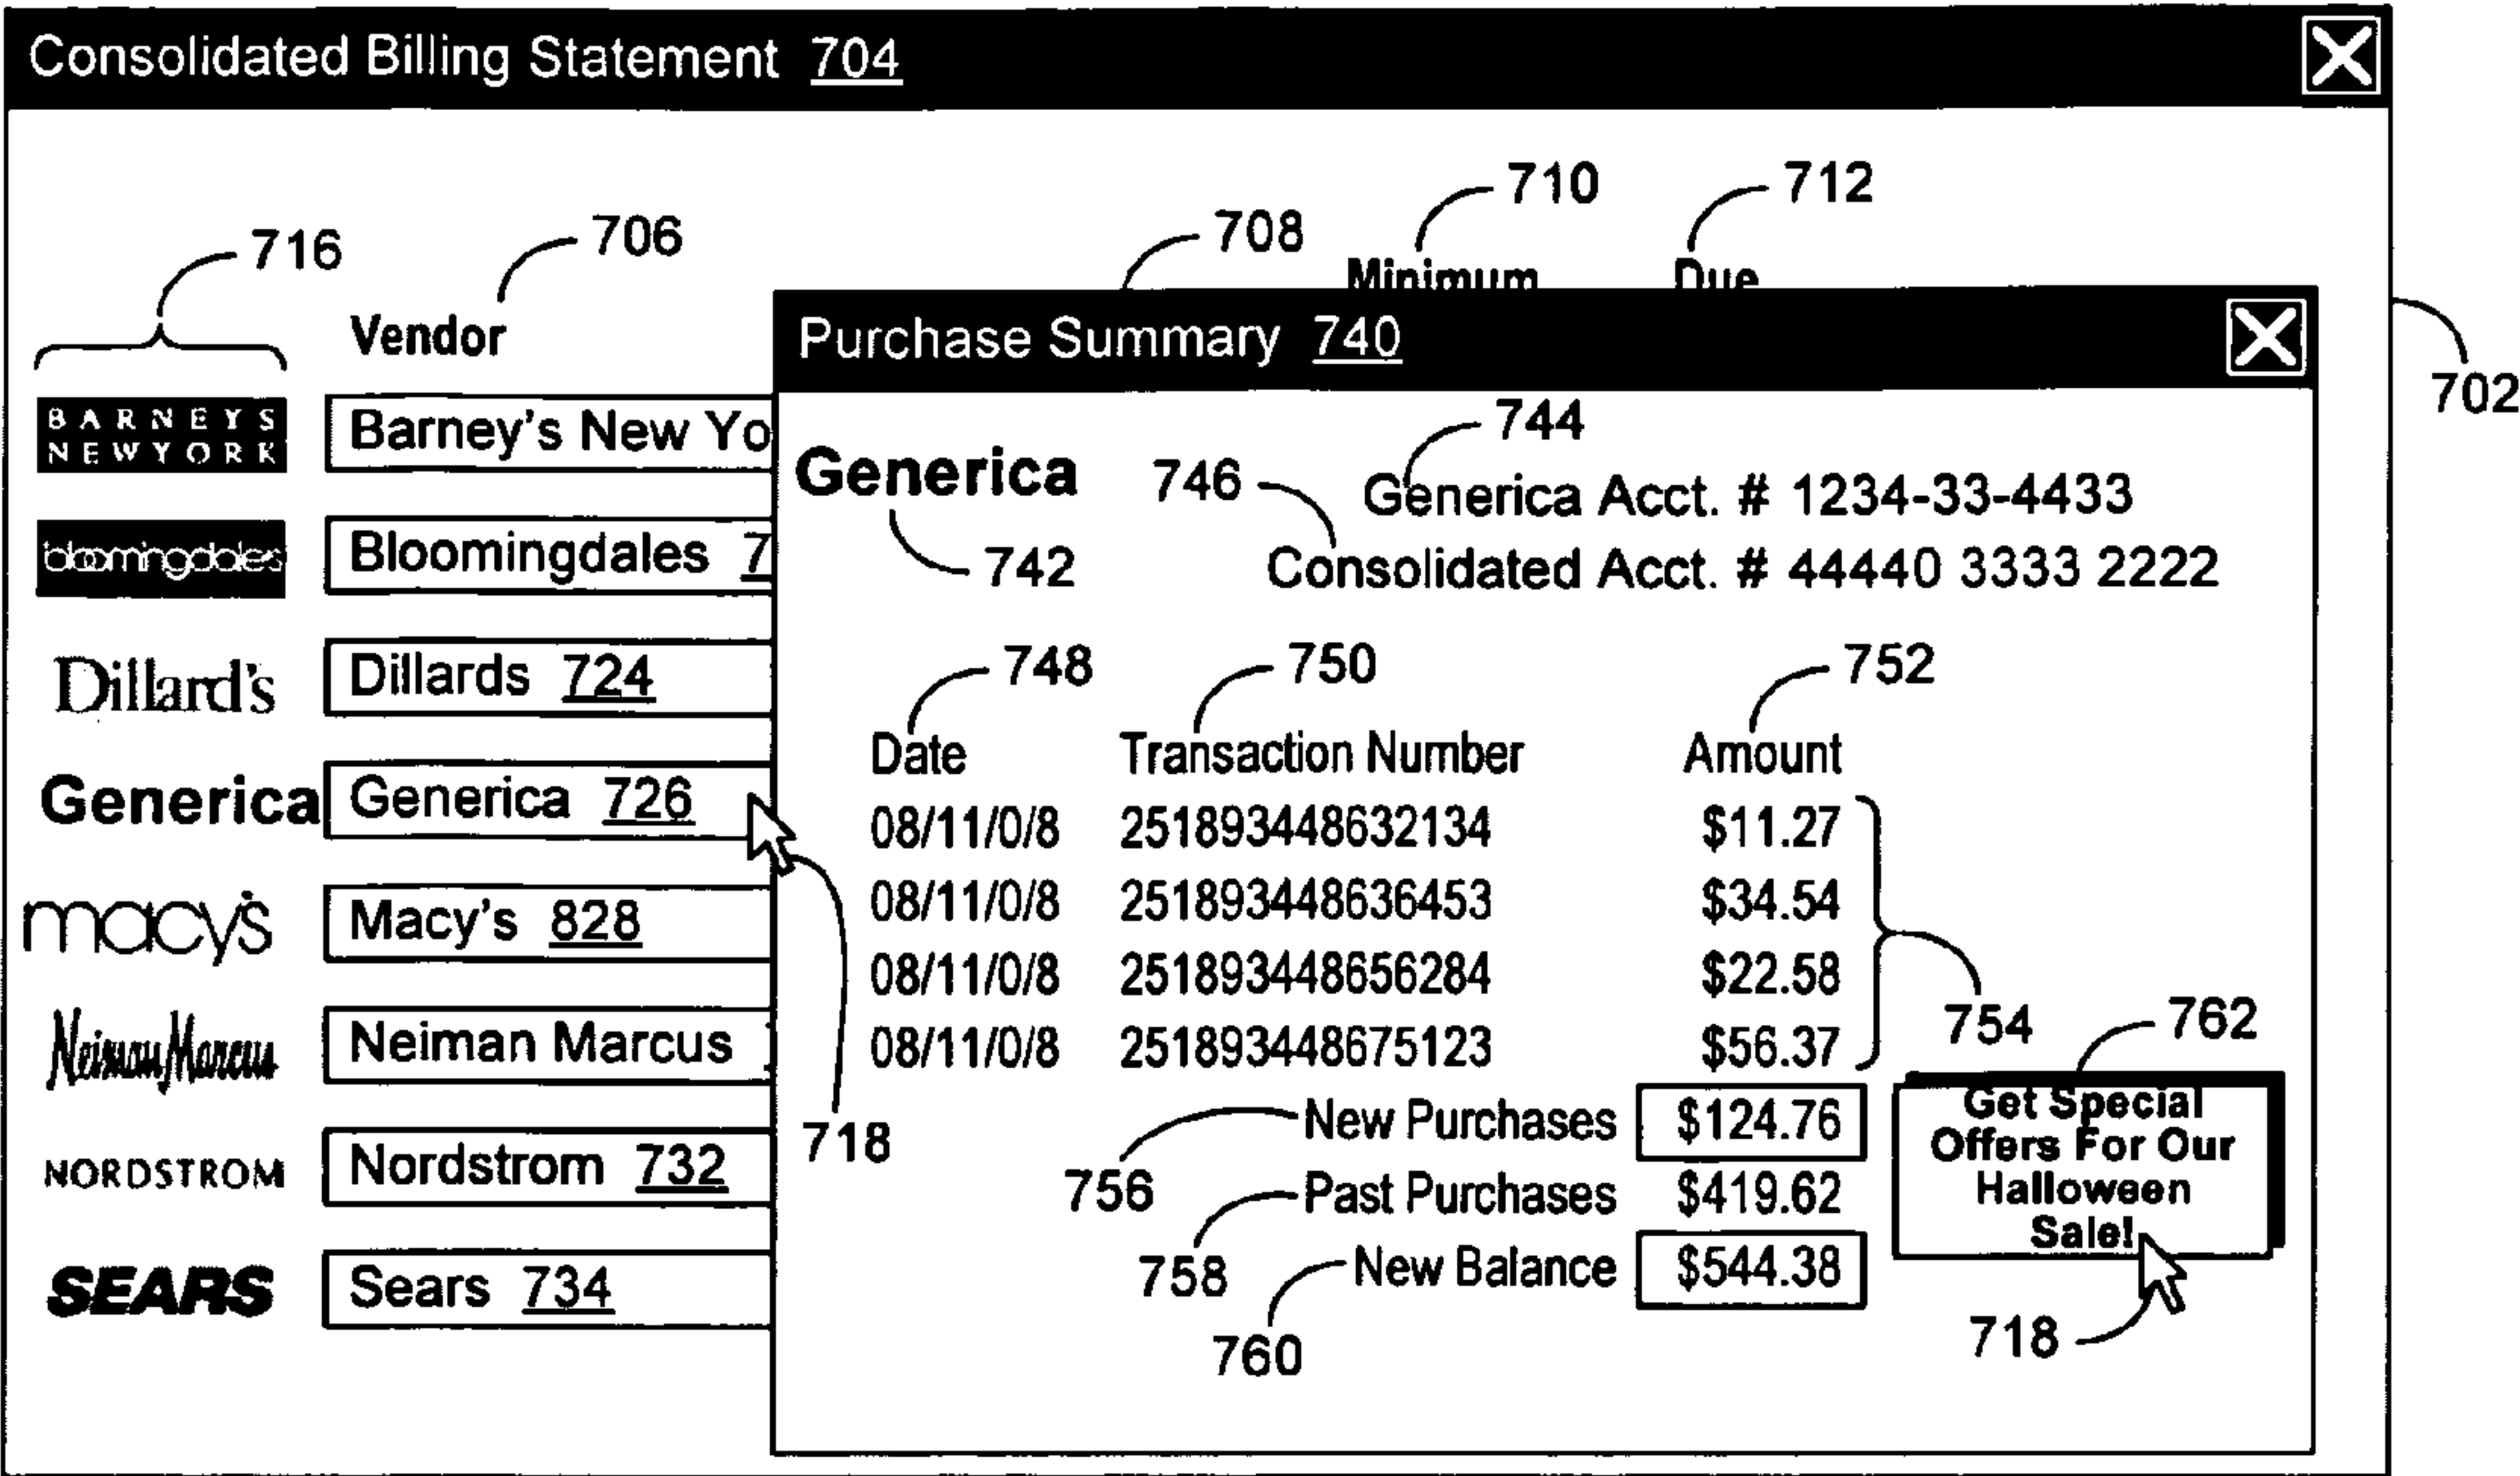 Consolidated Billing Statement 704
710
712
708
706
716
Minimum
Due
Vendor
Purchase Summary 740
702
BARNEYS
NEWYORK
Barney's New Yo
744
Generica
746
Generica Acct. # 1234-33-4433
bloomingdales
Bloomingdales 7
742
Consolidated Acct. # 44440 3333 2222
Dillard's
Dillards 724
748
750
752
Date
Transaction Number
Amount
Generica
Generica 726
08/11/0/8 251893448632134 $11.27
macy's
Macy's 828
08/11/0/8 251893448636453 $34.54
08/11/0/8 251893448656284 $22.58
754
762
Neiman Marcus
Neiman Marcus
08/11/0/8 251893448675123 $56.37
718
New Purchases $124.76
Get Special
Offers For Our
Halloween
Sale!
NORDSTROM
Nordstrom 732
756
Past Purchases $419.62
758
New Balance $544.38
SEARS
Sears 734
718
760